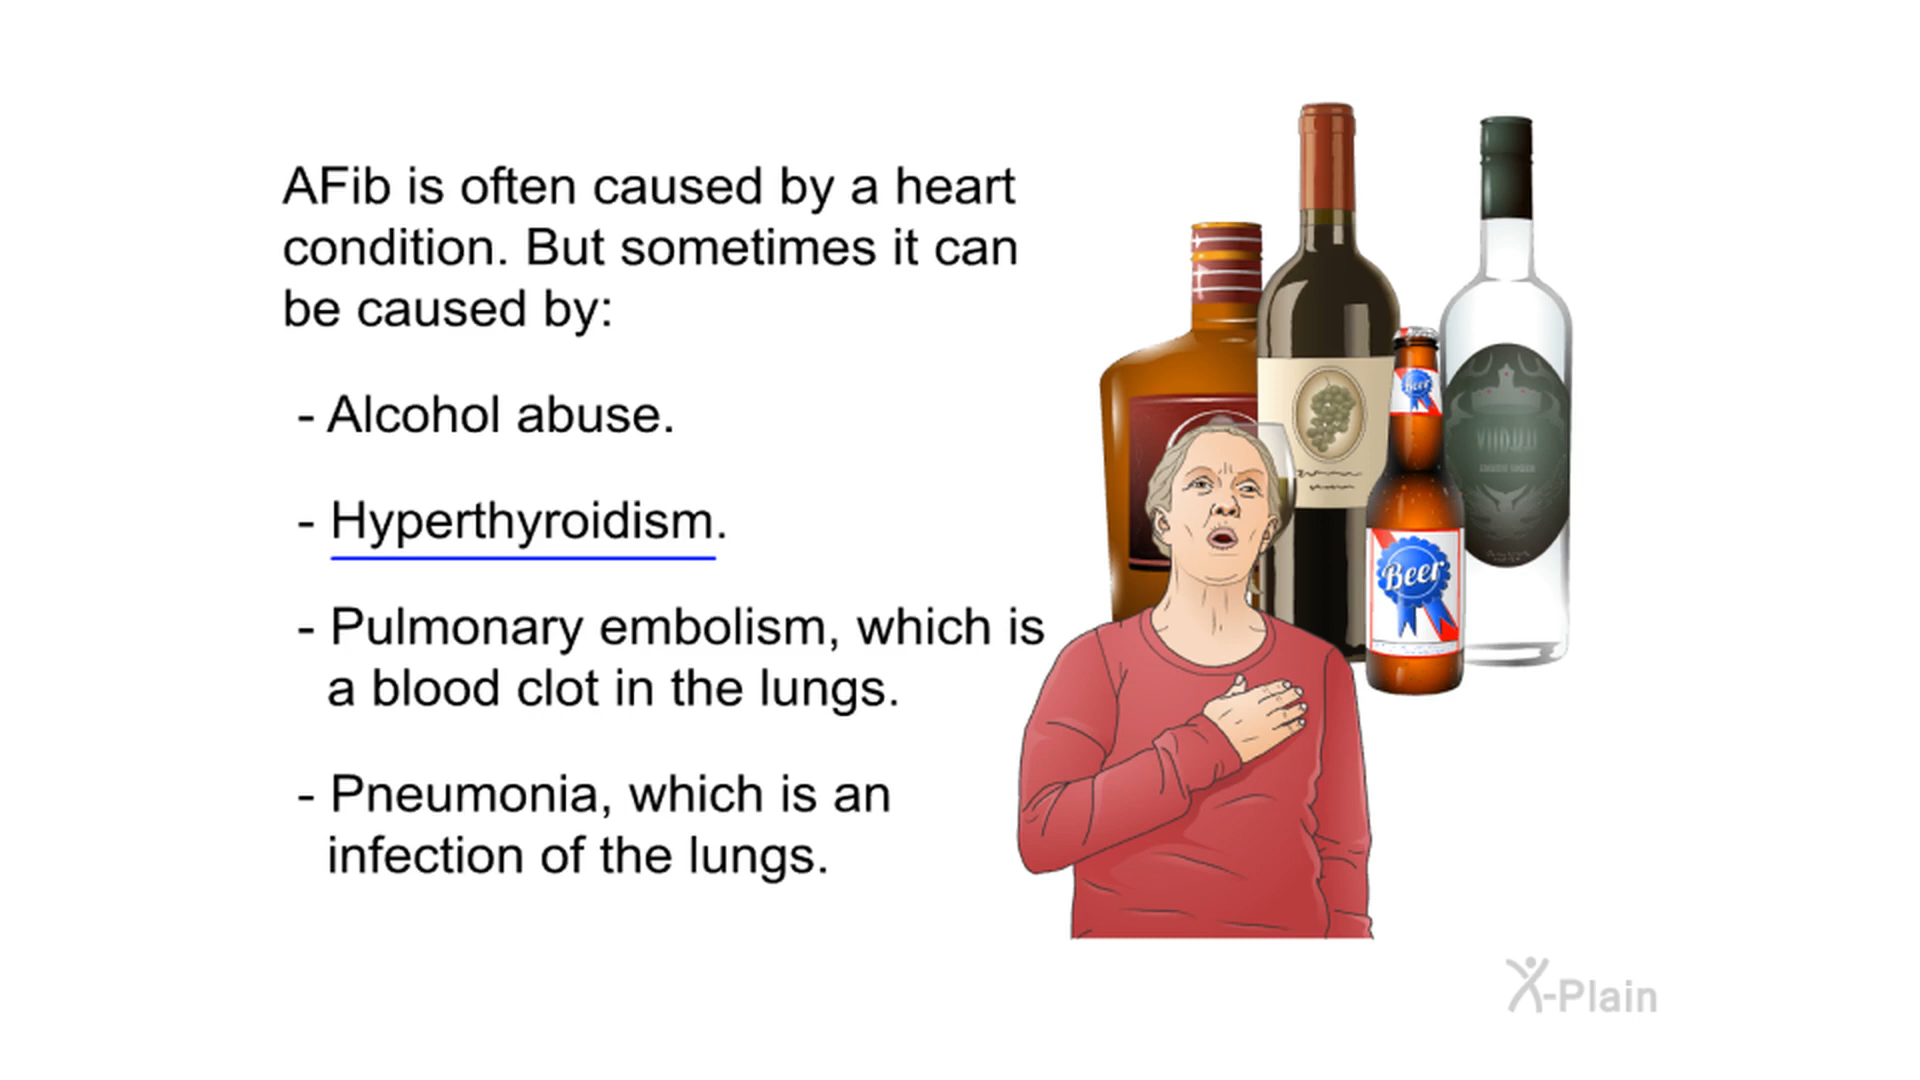 AFib is often caused by a heart
condition. But sometimes it can
be caused by:
- Alcohol abuse.
- Hyperthyroidism.
- Pulmonary embolism, which is
a blood clot in the lungs.
- Pneumonia, which is an
infection of the lungs.
Beer
Beer
X-Plain